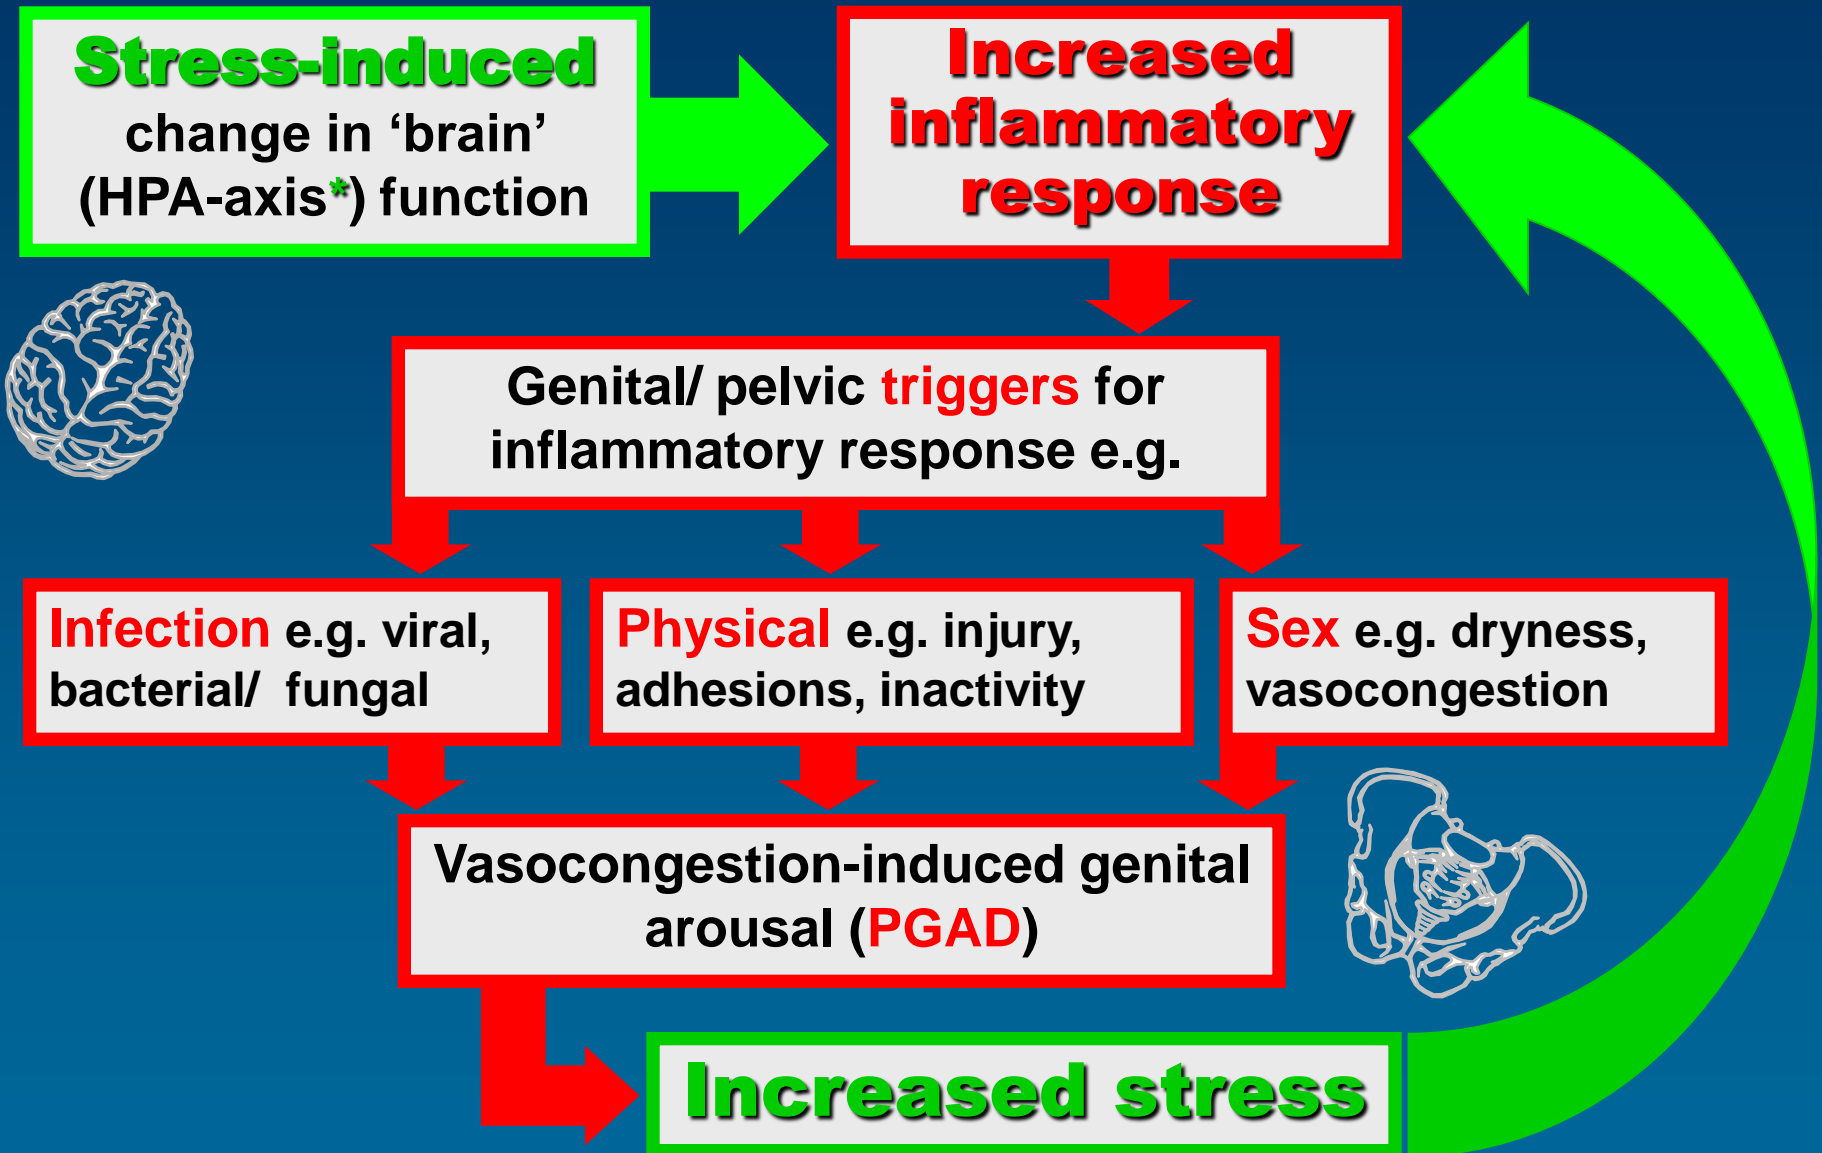 Stress-induced
change in ‘brain’
(HPA-axis*) function
Increased
inflammatory
response
Genital/ pelvic triggers for
inflammatory response e.g.
Infection e.g. viral,
bacterial/ fungal
Physical e.g. injury,
adhesions, inactivity
Sex e.g. dryness,
vasocongestion
Vasocongestion-induced genital
arousal (PGAD)
Increased stress